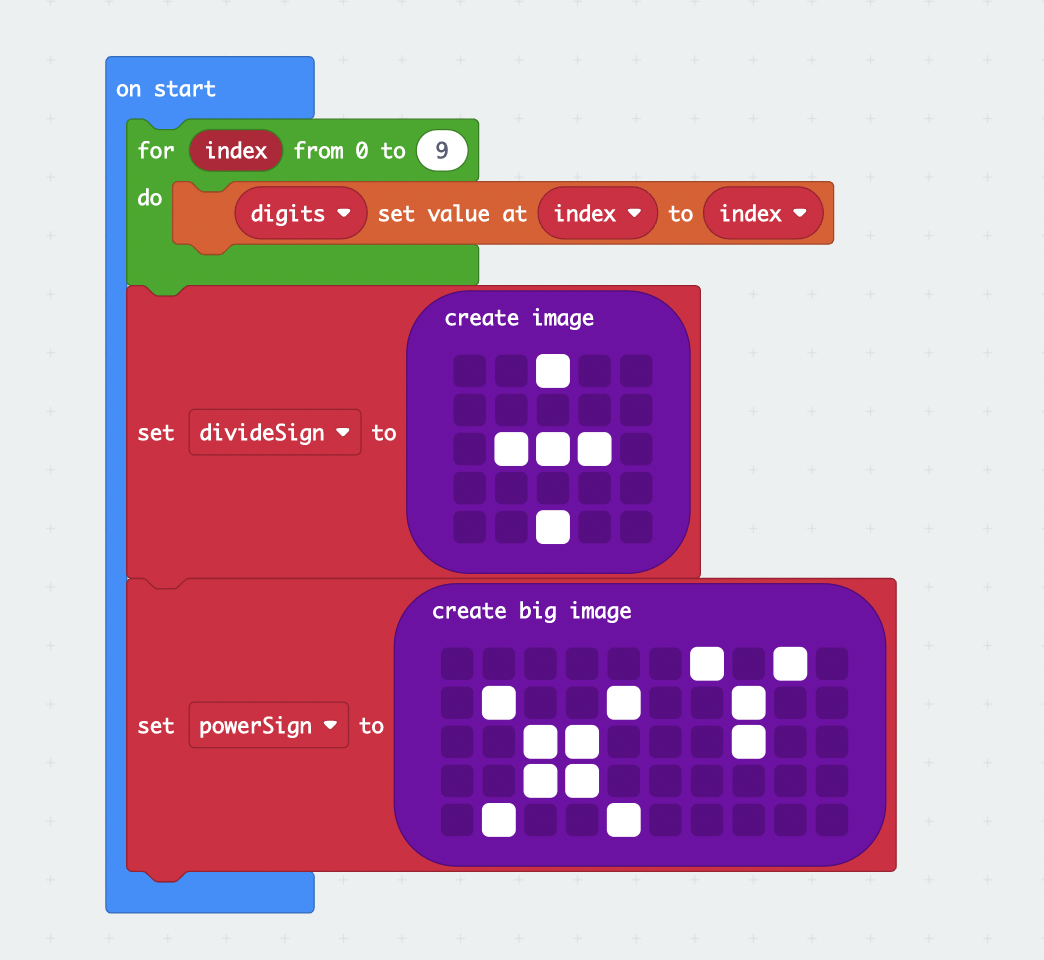 on start
for index from 0 to 9
do digits set value at index to index
create image
set divideSign to
create big image
set powerSign to